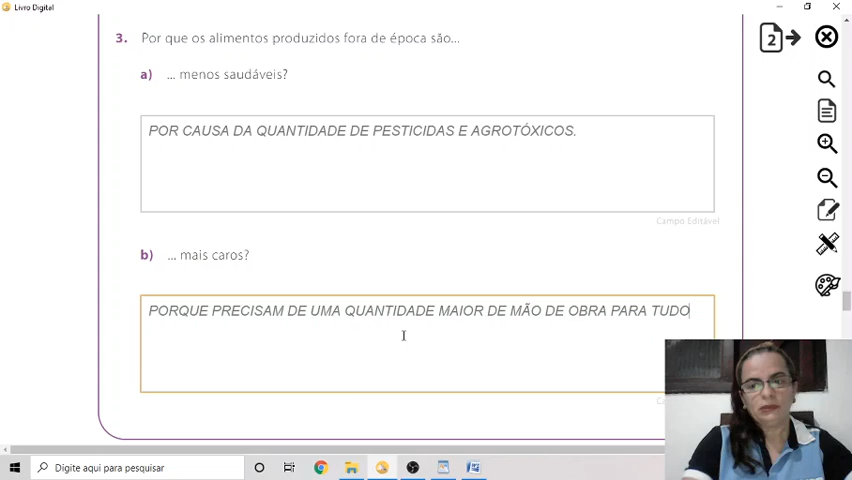 Livro Digital
3. Por que os alimentos produzidos fora de época são...
2
a) ... menos saudáveis?
POR CAUSA DA QUANTIDADE DE PESTICIDAS E AGROTÓXICOS.
Campo Editável
b) ... mais caros?
PORQUE PRECISAM DE UMA QUANTIDADE MAIOR DE MÃO DE OBRA PARA TUDO
Digite aqui para pesquisar